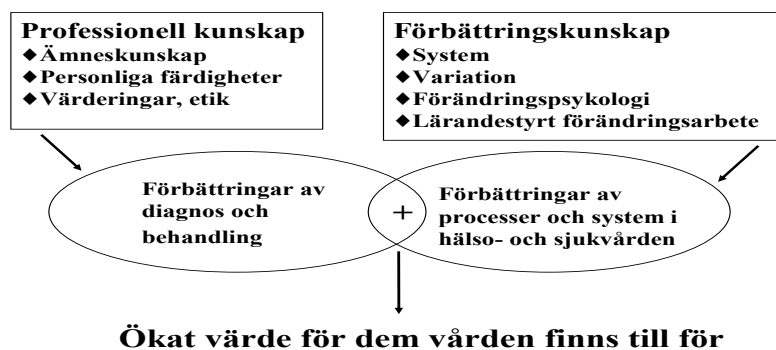 Professionell kunskap
◆Ämneskunskap
◆Personliga färdigheter
◆Värderingar, etik
Förbättringskunskap
◆System
◆Variation
◆Förändringspsykologi
◆Lärandestyrt förändringsarbete
Förbättringar av
diagnos och
behandling
+
Förbättringar av
processer och system i
hälso- och sjukvården
Ökat värde för dem vården finns till för